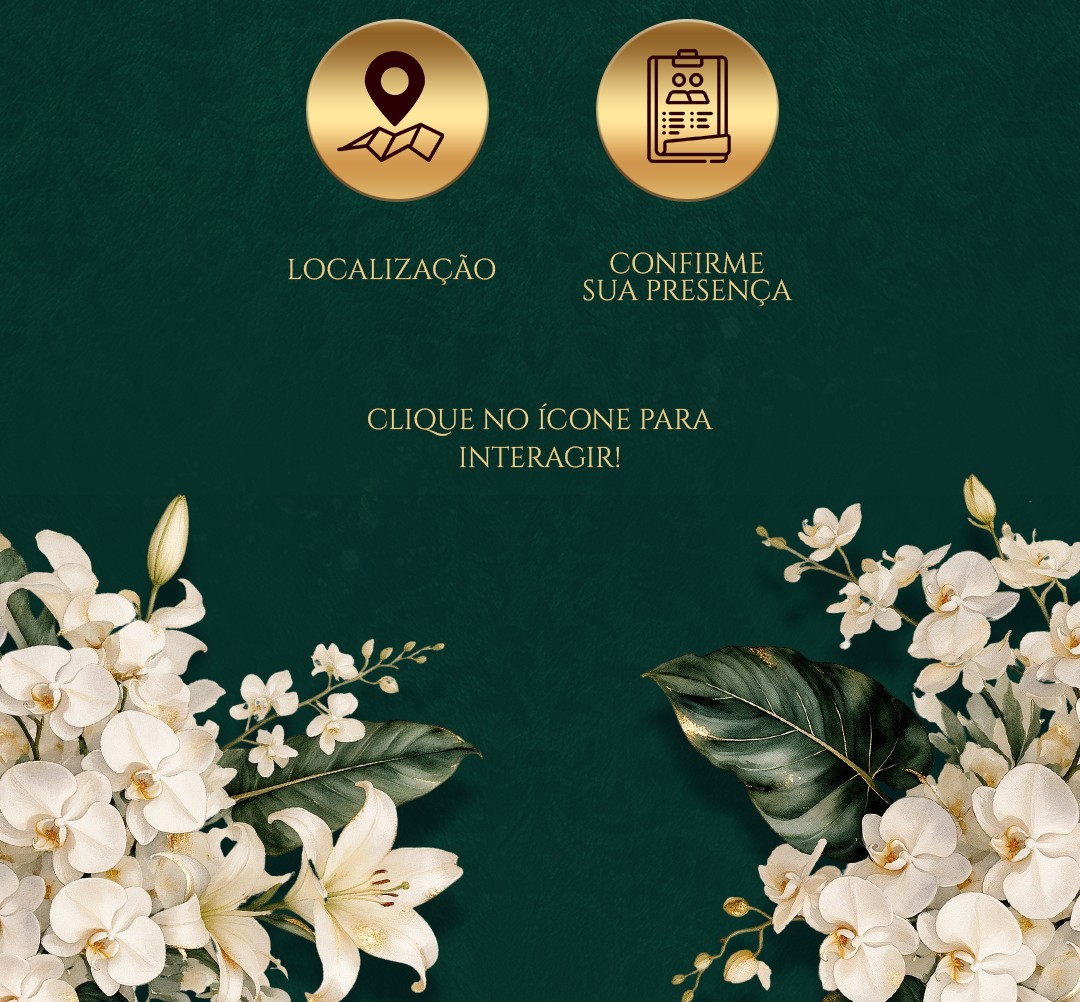 LOCALIZAÇÃO
CONFIRME
SUA PRESENÇA
CLIQUE NO ÍCONE PARA
INTERAGIR!